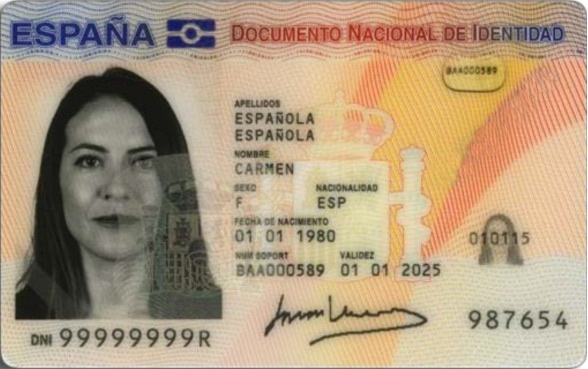 ESPAÑA DOCUMENTO NACIONAL DE IDENTIDAD
BAA000589
APELLIDOS
ESPAÑOLA
ESPAÑOLA
NOMBRE
CARMEN
SEXO NACIONALIDAD
F ESP
FECHA DE NACIMIENTO
01 01 1980
010115
NUM SOPORT VALIDEZ
BAA000589 01 01 2025
DNI 99999999R
987654